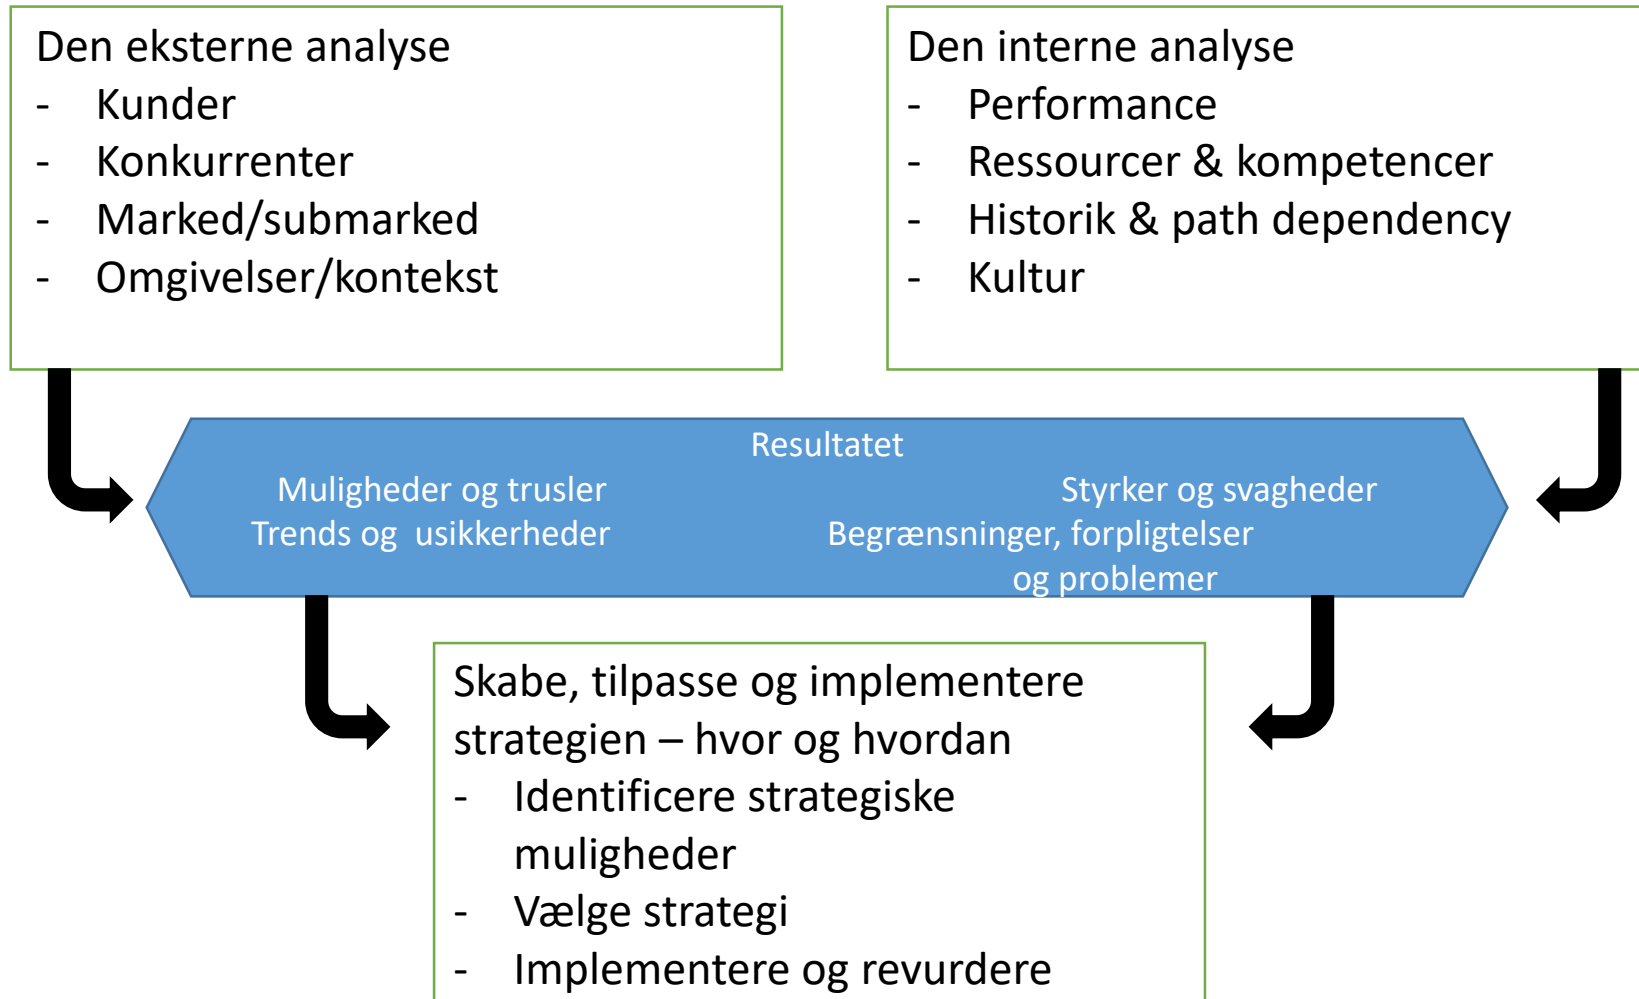 Den eksterne analyse
- Kunder
- Konkurrenter
- Marked/submarked
- Omgivelser/kontekst
Den interne analyse
- Performance
- Ressourcer & kompetencer
- Historik & path dependency
- Kultur
Resultatet
Muligheder og trusler
Trends og usikkerheder
Styrker og svagheder
Begrænsninger, forpligtelser
og problemer
Skabe, tilpasse og implementere
strategien – hvor og hvordan
- Identificere strategiske
muligheder
- Vælge strategi
- Implementere og revurdere